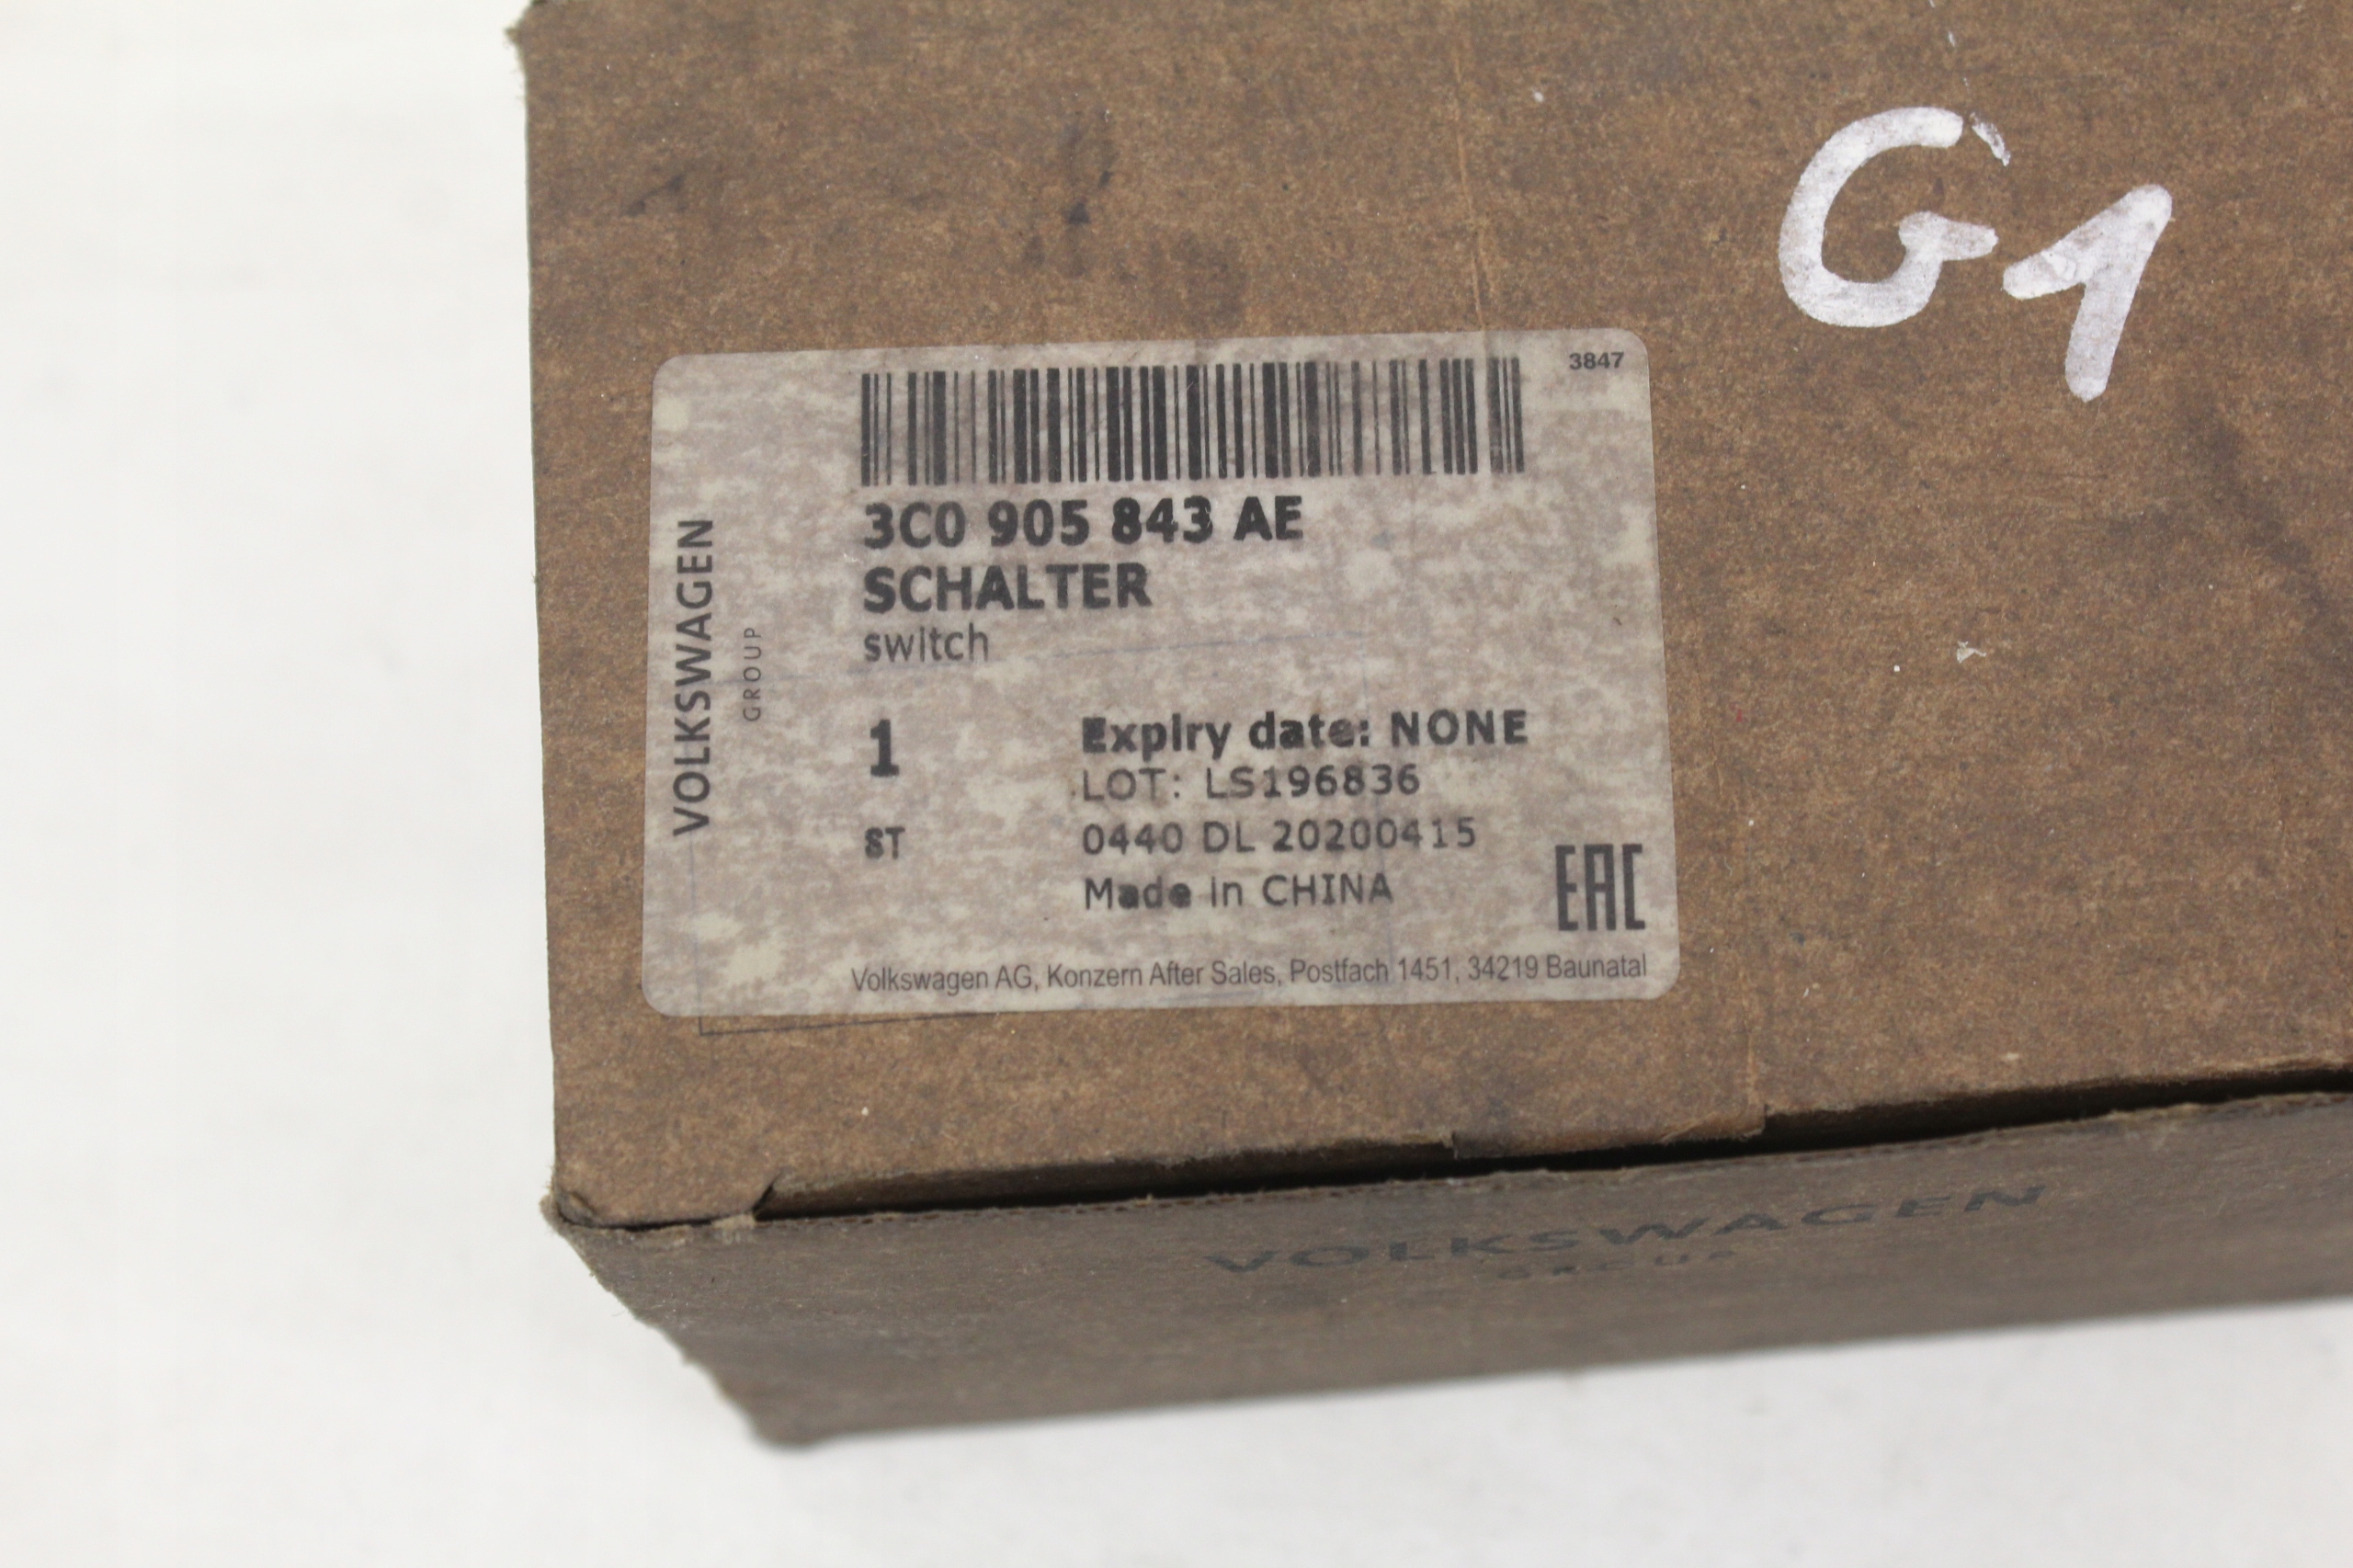 G1
3847
3C0 905 843 AE
SCHALTER
switch
VOLKSWAGEN
GROUP
1
Expiry date: NONE
LOT: LS196836
ST
0440 DL 20200415
Made in CHINA
EAC
Volkswagen AG, Konzern After Sales, Postfach 1451, 34219 Baunatal
VOLKSWAGEN
GROUP